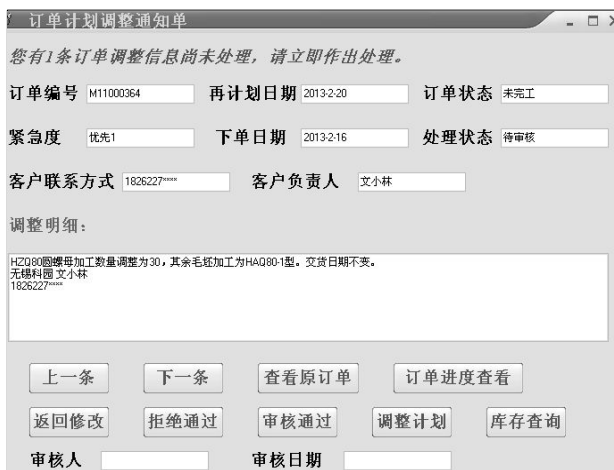 订单计划调整通知单
您有1条订单调整信息尚未处理，请立即作出处理。
订单编号 M11000364 再计划日期 2013-2-20 订单状态 未完工
紧急度 优先1 下单日期 2013-2-16 处理状态 待审核
客户联系方式 1826227**** 客户负责人 文小林
调整明细：
HZQ80圆螺母加工数量调整为30，其余毛坯加工为HAQ80-1型。交货日期不变。
无锡科园 文小林
1826227****
上一条 下一条 查看原订单 订单进度查看
返回修改 拒绝通过 审核通过 调整计划 库存查询
审核人 审核日期